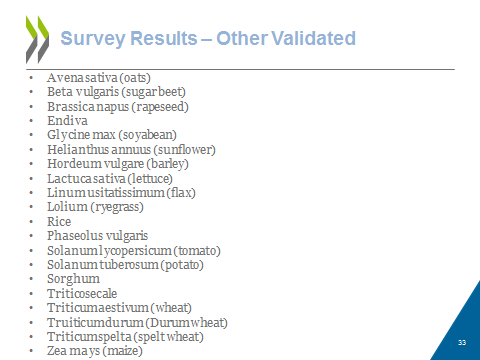 Survey Results – Other Validated
• Avena sativa (oats)
• Beta vulgaris (sugar beet)
• Brassica napus (rapeseed)
• Endiva
• Glycine max (soyabean)
• Helianthus annuus (sunflower)
• Hordeum vulgare (barley)
• Lactuca sativa (lettuce)
• Linum usitatissimum (flax)
• Lolium (ryegrass)
• Rice
• Phaseolus vulgaris
• Solanum lycopersicum (tomato)
• Solanum tuberosum (potato)
• Sorghum
• Triticosecale
• Triticum aestivum (wheat)
• Truiticum durum (Durum wheat)
• Triticum spelta (spelt wheat)
• Zea mays (maize)
33